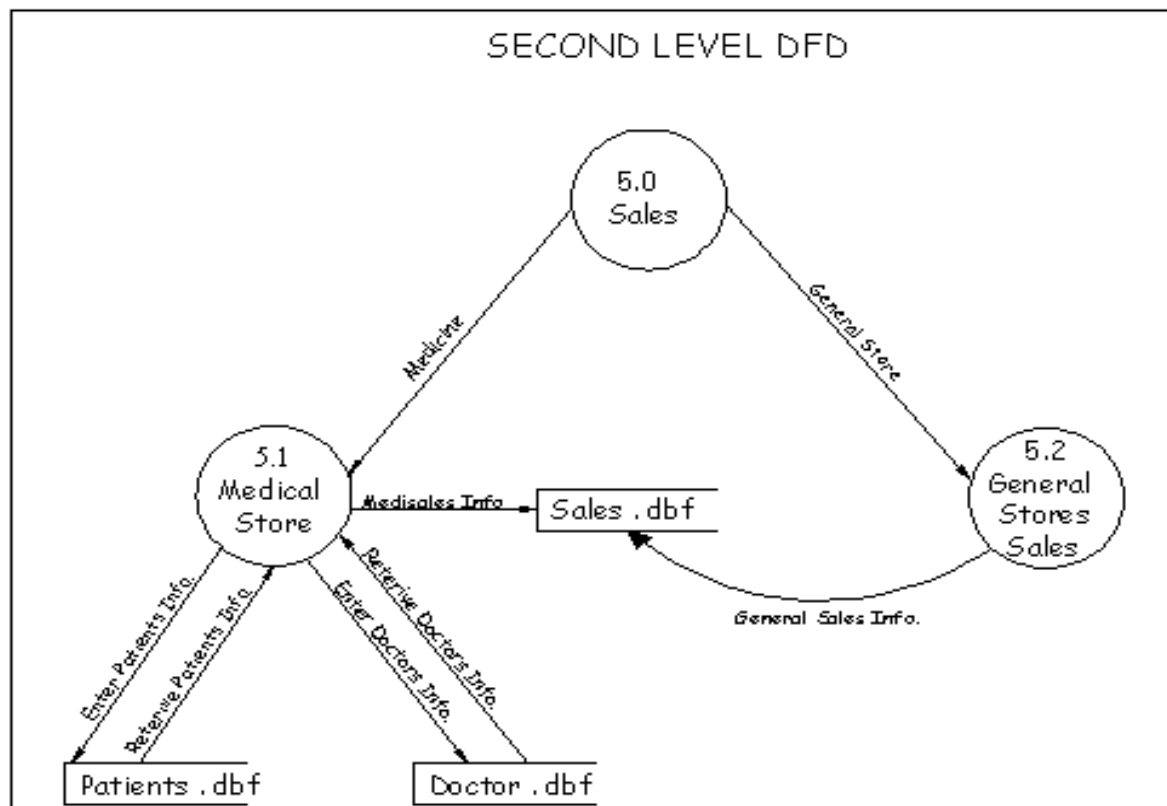 SECOND LEVEL DFD
5.0
Sales
Medicine
General Store
5.1
Medical
Store
Medisales Info
Sales .dbf
5.2
General
Stores
Sales
General Sales Info.
Enter Patients Info.
Reterive Patients Info
Enter Doctors Info.
Reterive Doctors Info.
Patients .dbf
Doctor .dbf